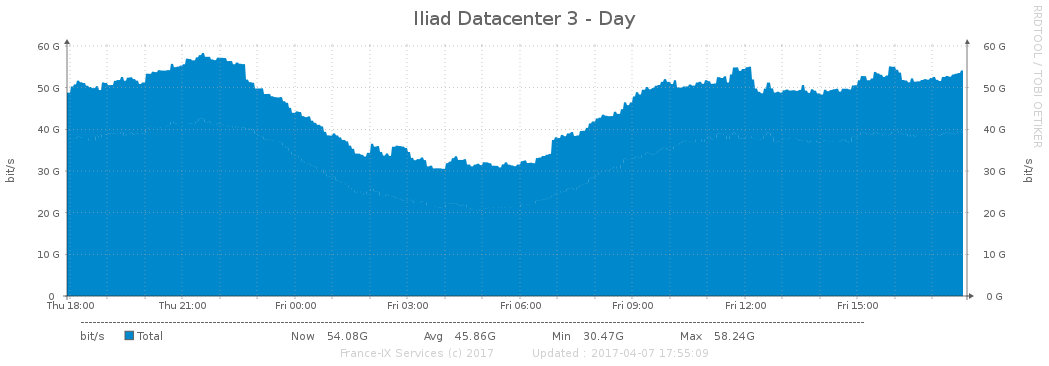 Iliad Datacenter 3 - Day
RRDTOOL / TOBI OETIKER
60 G 60 G
50 G 50 G
40 G 40 G
bit/s 30 G 30 G bit/s
20 G 20 G
10 G 10 G
0 0 G
Thu 18:00 Thu 21:00 Fri 00:00 Fri 03:00 Fri 06:00 Fri 09:00 Fri 12:00 Fri 15:00
bit/s Total Now 54.08G Avg 45.86G Min 30.47G Max 58.24G
France-IX Services (c) 2017 Updated : 2017-04-07 17:55:09